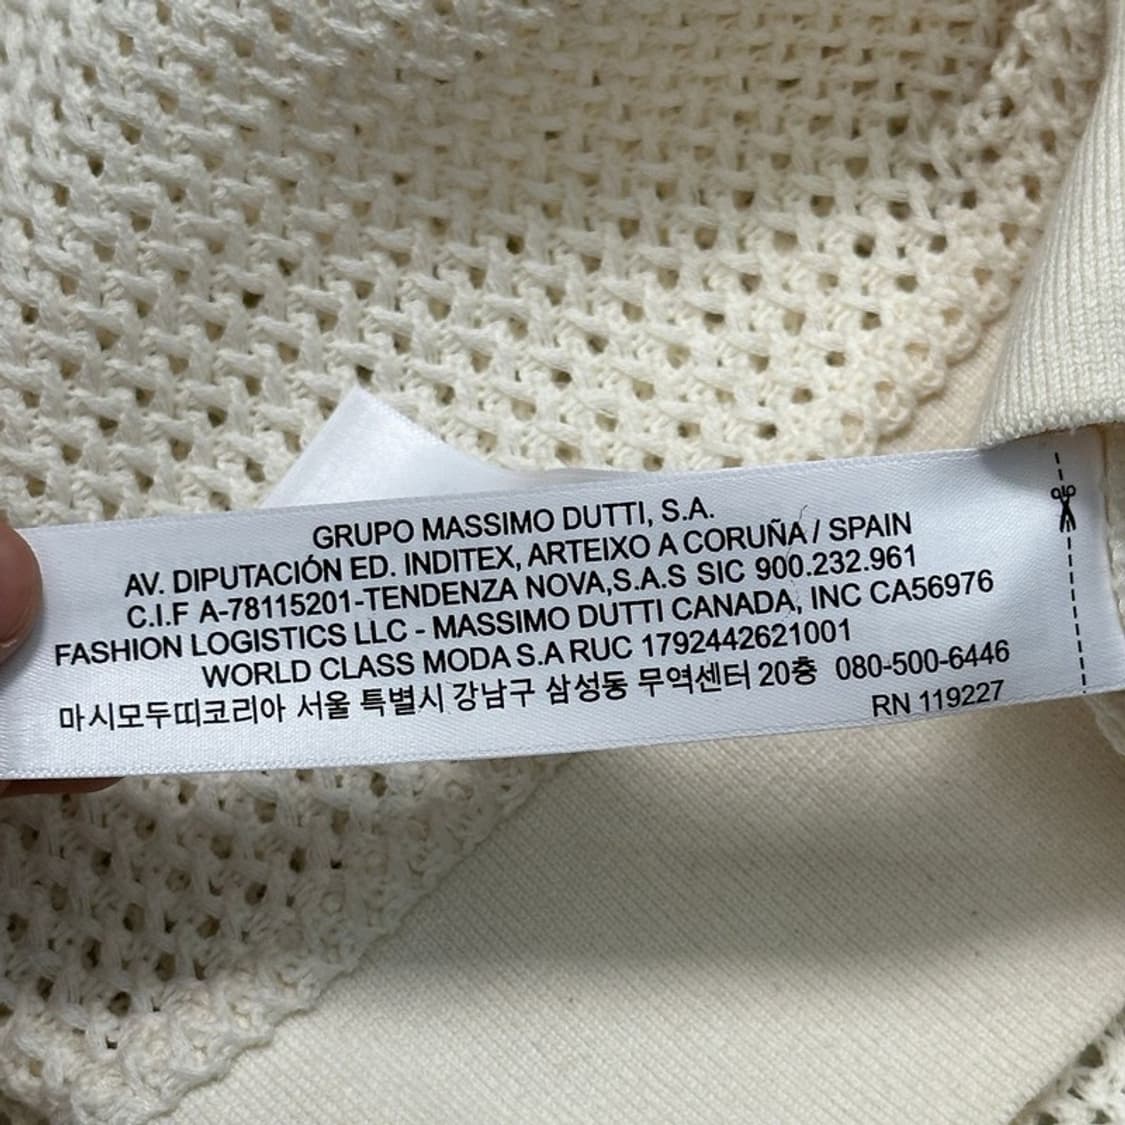 GRUPO MASSIMO DUTTI, S.A.
AV. DIPUTACIÓN ED. INDITEX, ARTEIXO A CORUÑA / SPAIN
C.I.F A-78115201-TENDENZA NOVA,S.A.S SIC 900.232.961
FASHION LOGISTICS LLC - MASSIMO DUTTI CANADA, INC CA56976
WORLD CLASS MODA S.A RUC 1792442621001
마시모두띠코리아 서울 특별시 강남구 삼성동 무역센터 20층 080-500-6446
RN 119227